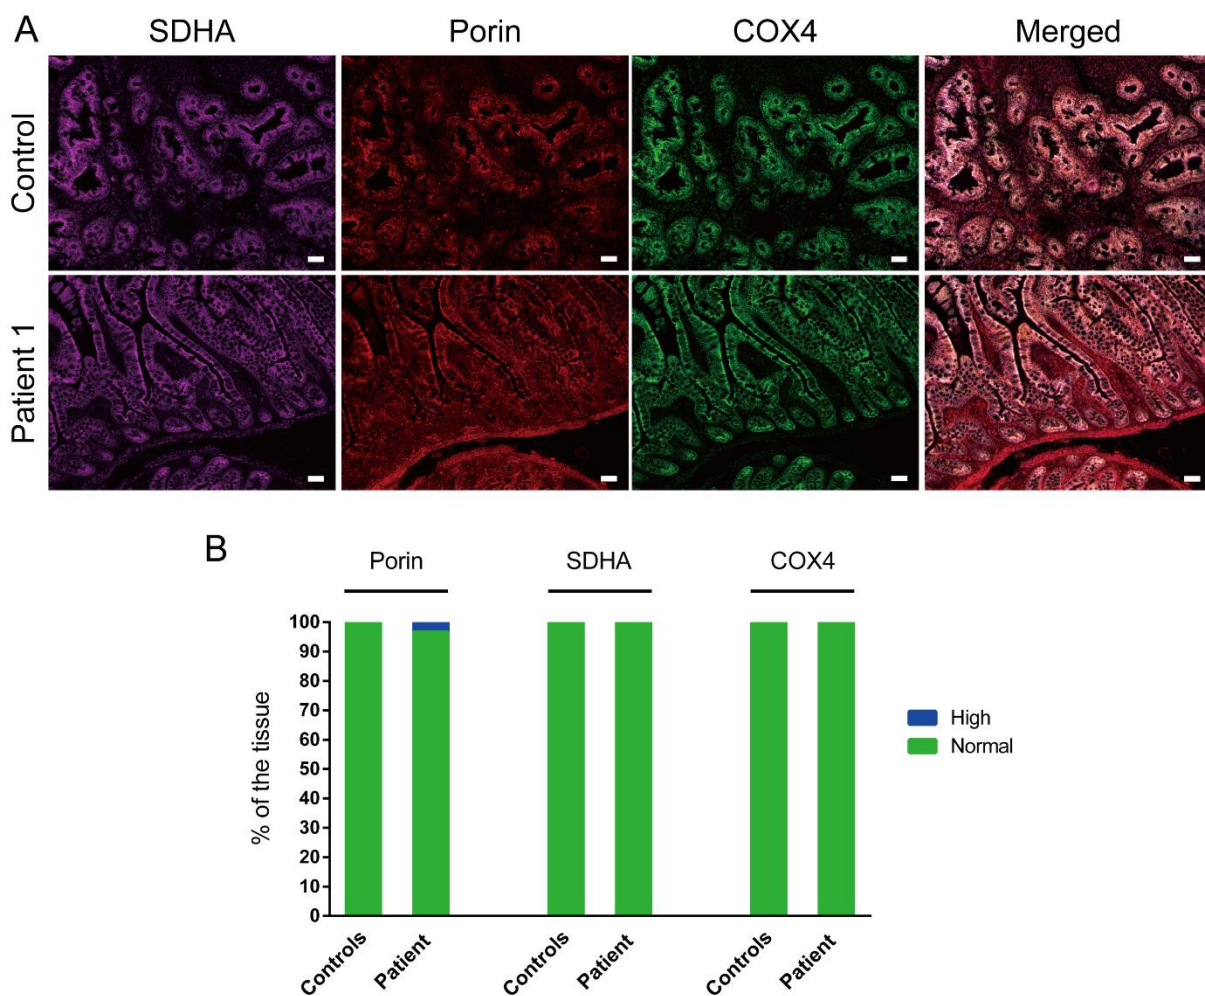 A
SDHA Porin COX4 Merged
Control
Patient 1
B
Porin SDHA COX4
100
90
80
70
60
50
40
30
20
10
0
% of the tissue
Controls Patient Controls Patient Controls Patient
High
Normal